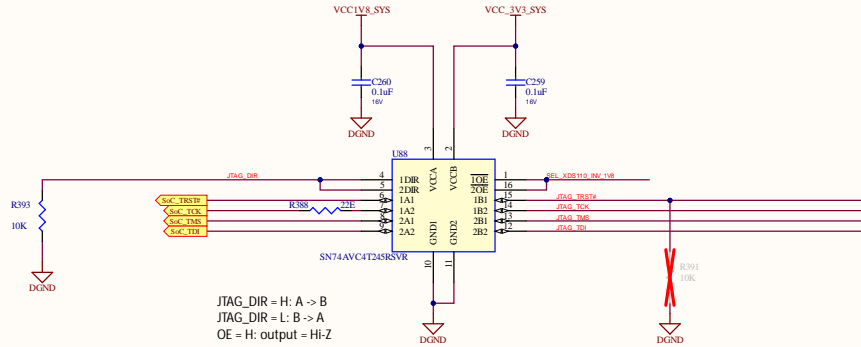 VCC1V8_SYS
VCC_3V3_SYS
C260
0.1uF
16V
C259
0.1uF
16V
DGND
DGND
U88
3
2
VCCA
VCCB
JTAG_DIR
4
5
1DIR
2DIR
1OE
2OE
1
16
SEL_XDS110_INV_1V8
SoC_TRST#
6
1A1
1B1
15
JTAG_TRST#
SoC_TCK
R388
22E
7
1A2
1B2
14
JTAG_TCK
SoC_TMS
8
2A1
2B1
13
JTAG_TMS
SoC_TDI
9
2A2
2B2
12
JTAG_TDI
GND1
GND2
SN74AVC4T245RSVR
10
11
R393
10K
DGND
R391
10K
DGND
DGND
JTAG_DIR = H: A -> B
JTAG_DIR = L: B -> A
OE = H: output = Hi-Z